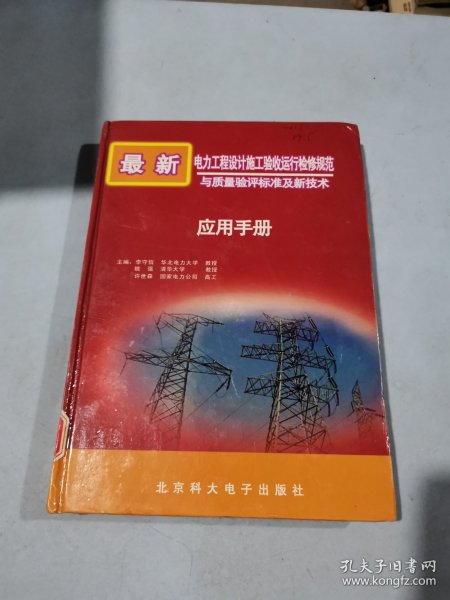 最新
电力工程设计施工验收运行检修规范
与质量验评标准及新技术
应用手册
主编：李守信 华北电力大学 教授
姚强 清华大学 教授
许世森 国家电力公司 高工
北京科大电子出版社
孔夫子旧书网
www.kongfz.com